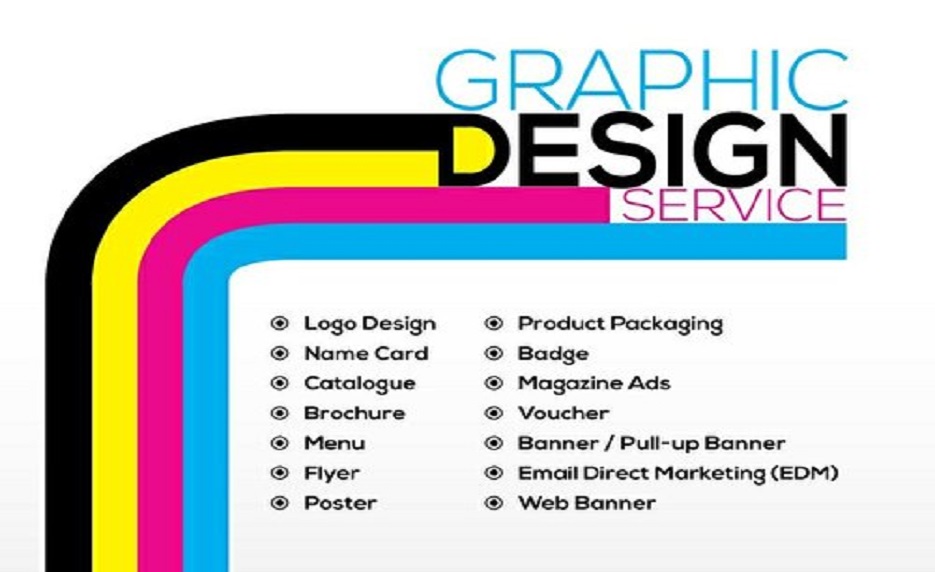 GRAPHIC
DESIGN
SERVICE
Logo Design
Name Card
Catalogue
Brochure
Menu
Flyer
Poster
Product Packaging
Badge
Magazine Ads
Voucher
Banner / Pull-up Banner
Email Direct Marketing (EDM)
Web Banner